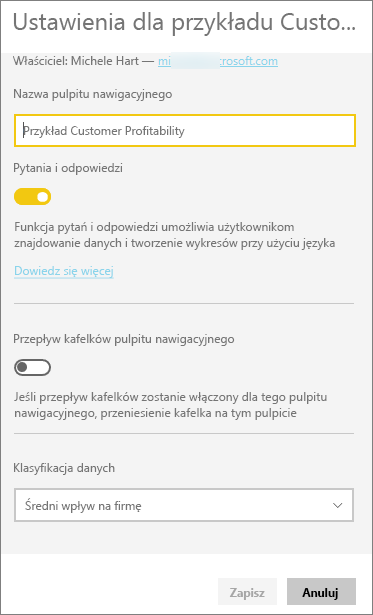 Ustawienia dla przykładu Custo...
Właściciel: Michele Hart — mi rosoft.com
Nazwa pulpitu nawigacyjnego
Przykład Customer Profitability
Pytania i odpowiedzi
Funkcja pytań i odpowiedzi umożliwia użytkownikom
znajdowanie danych i tworzenie wykresów przy użyciu języka
Dowiedz się więcej
Przepływ kafelków pulpitu nawigacyjnego
Jeśli przepływ kafelków zostanie włączony dla tego pulpitu
nawigacyjnego, przeniesienie kafelka na tym pulpicie
Klasyfikacja danych
Średni wpływ na firmę
Zapisz
Anuluj